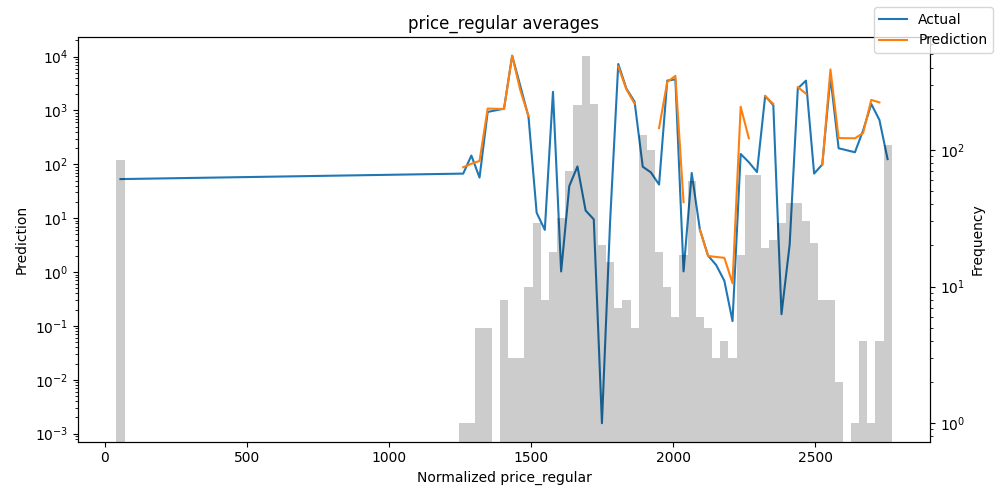 price_regular averages
Actual
Prediction
10⁴
10³
10²
10¹
10⁰
10⁻¹
10⁻²
10⁻³
Prediction
10²
10¹
10⁰
Frequency
0 500 1000 1500 2000 2500
Normalized price_regular